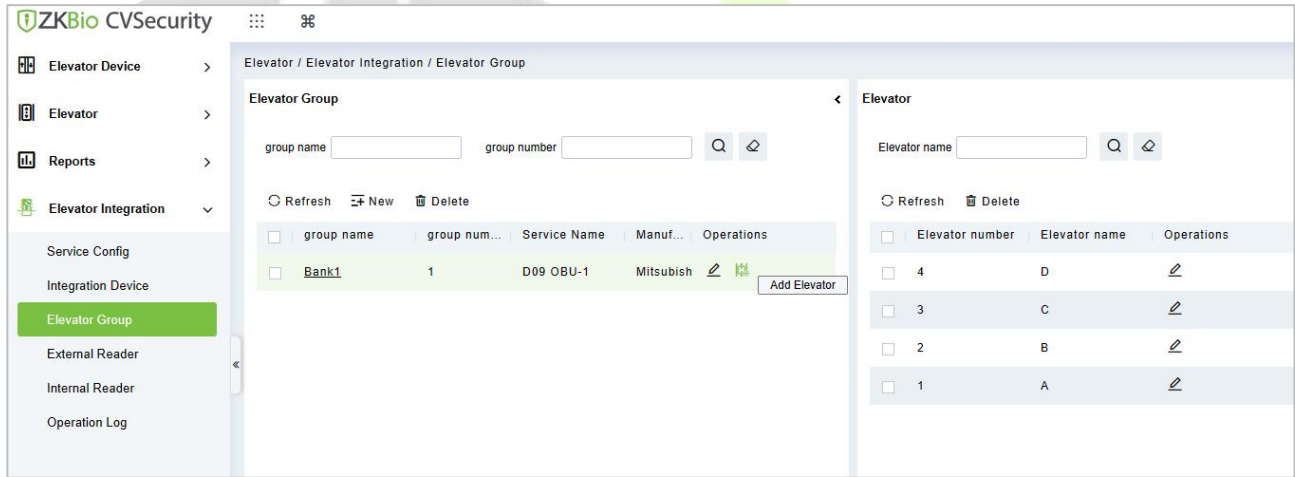 ZKBio CVSecurity
Elevator Device
Elevator
Reports
Elevator Integration
Service Config
Integration Device
Elevator Group
External Reader
Internal Reader
Operation Log
Elevator / Elevator Integration / Elevator Group
Elevator Group
group name
group number
Refresh New Delete
group name group num... Service Name Manuf... Operations
Bank1 1 D09 OBU-1 Mitsubish
Add Elevator
Elevator
Elevator name
Refresh Delete
Elevator number Elevator name Operations
4 D
3 C
2 B
1 A